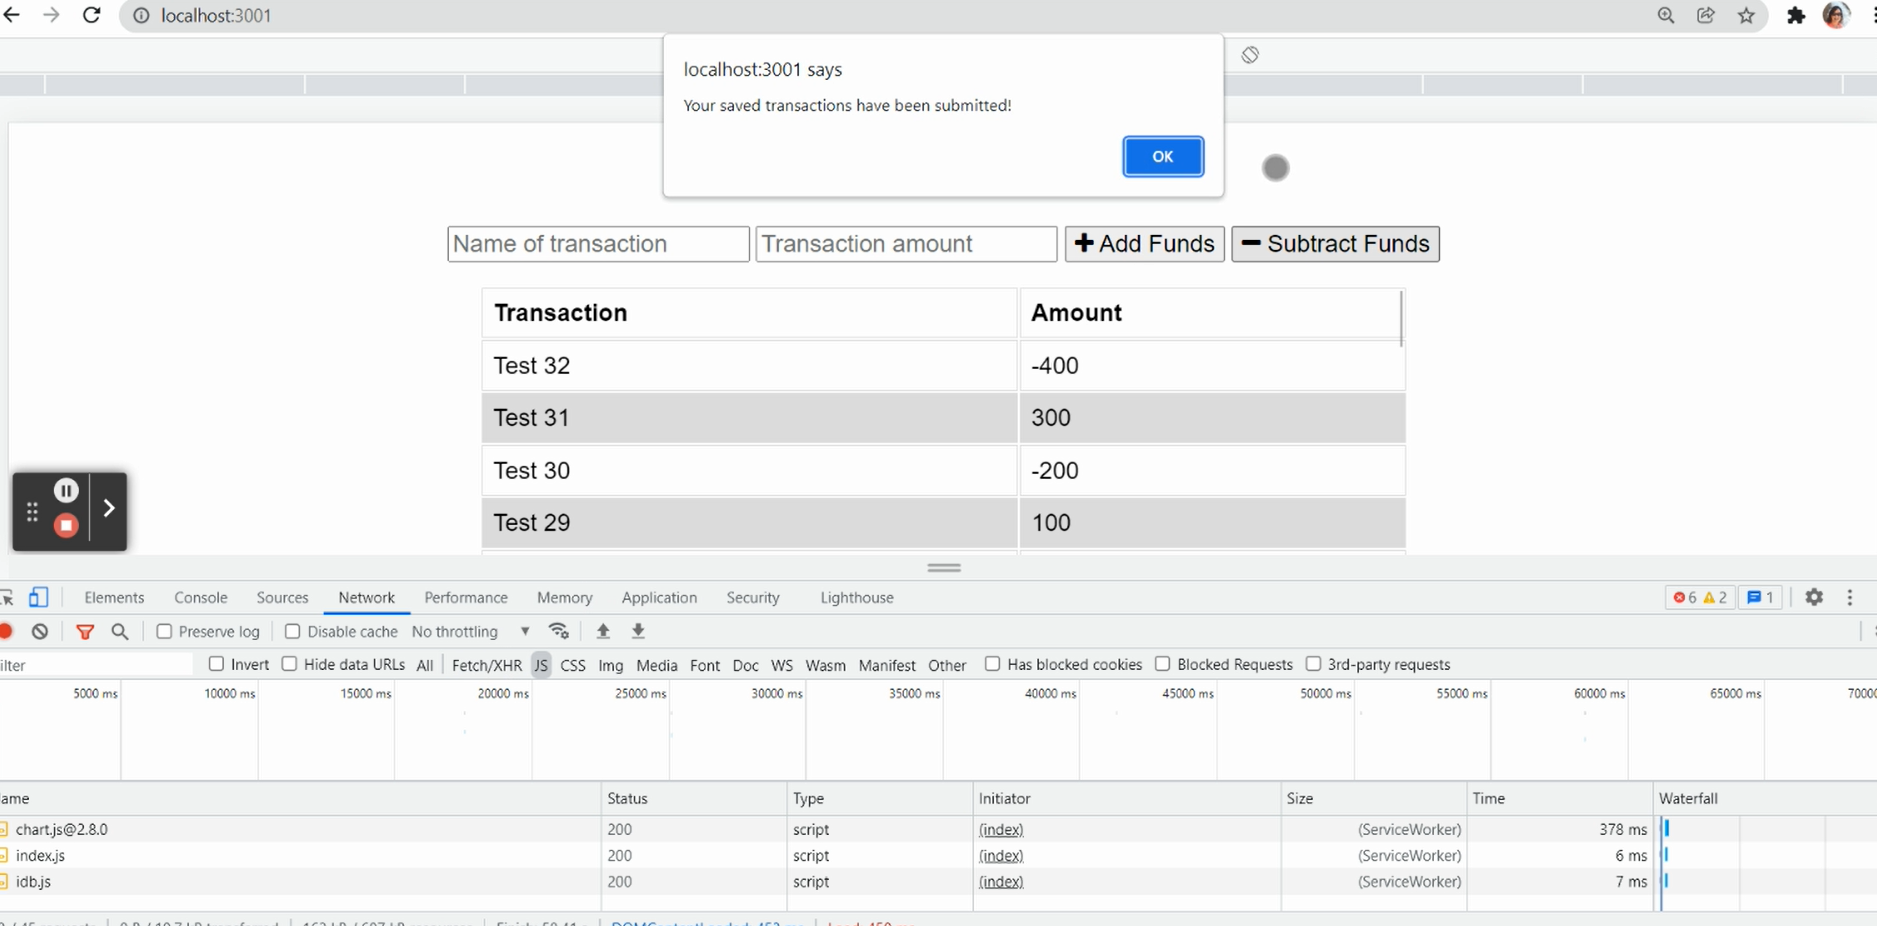 localhost:3001
localhost:3001 says
Your saved transactions have been submitted!
OK
Name of transaction Transaction amount Add Funds Subtract Funds
Transaction Amount
Test 32 -400
Test 31 300
Test 30 -200
Test 29 100
Elements Console Sources Network Performance Memory Application Security Lighthouse 6 2 1
Preserve log Disable cache No throttling
ilter Invert Hide data URLs All Fetch/XHR JS CSS Img Media Font Doc WS Wasm Manifest Other Has blocked cookies Blocked Requests 3rd-party requests
5000 ms 10000 ms 15000 ms 20000 ms 25000 ms 30000 ms 35000 ms 40000 ms 45000 ms 50000 ms 55000 ms 60000 ms 65000 ms 7000
ame Status Type Initiator Size Time Waterfall
chart.js@2.8.0 200 script (index) (ServiceWorker) 378 ms
index.js 200 script (index) (ServiceWorker) 6 ms
idb.js 200 script (index) (ServiceWorker) 7 ms